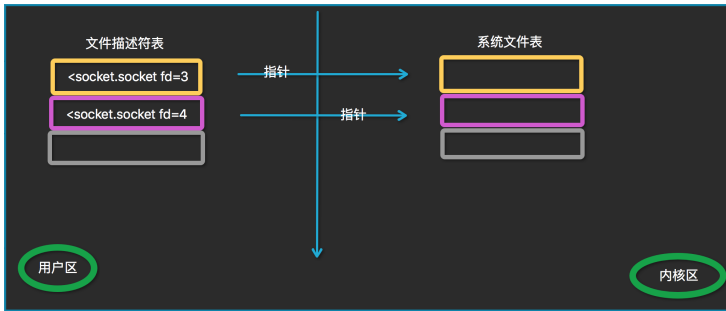 文件描述符表
系统文件表
<socket.socket fd=3
指针
<socket.socket fd=4
指针
用户区
内核区